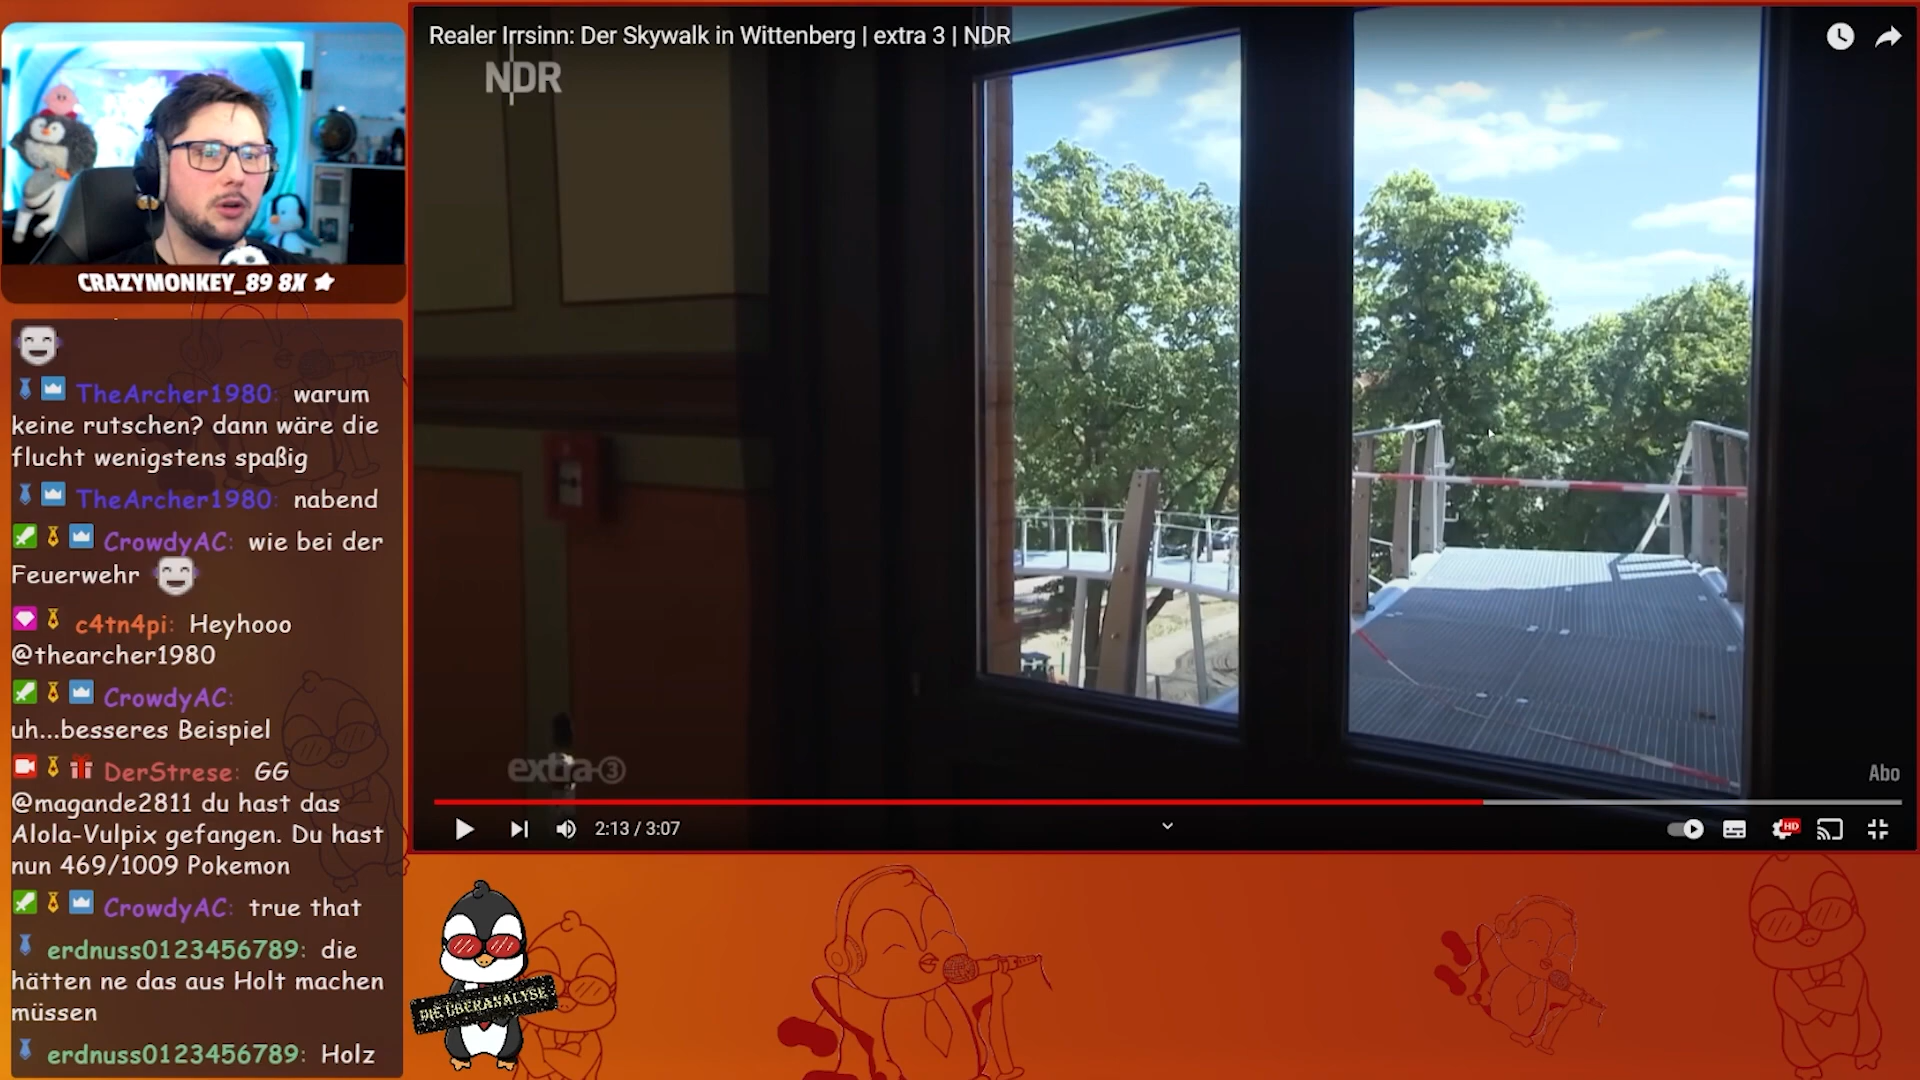 Realer Irrsinn: Der Skywalk in Wittenberg | extra 3 | NDR
NDR
CRAZYMONKEY_89 8X
TheArcher1980: warum
keine rutschen? dann wäre die
flucht wenigstens spaßig
TheArcher1980: nabend
CrowdyAC: wie bei der
Feuerwehr
c4tn4pi: Heyhooo
@thearcher1980
CrowdyAC:
uh...besseres Beispiel
DerStrese: GG
@magande2811 du hast das
Alola-Vulpix gefangen. Du hast
nun 469/1009 Pokemon
CrowdyAC: true that
erdnuss0123456789: die
hätten ne das aus Holt machen
müssen
erdnuss0123456789: Holz
extra 3
Abo
2:13 / 3:07
HD
DIE ÜBERANALYSE